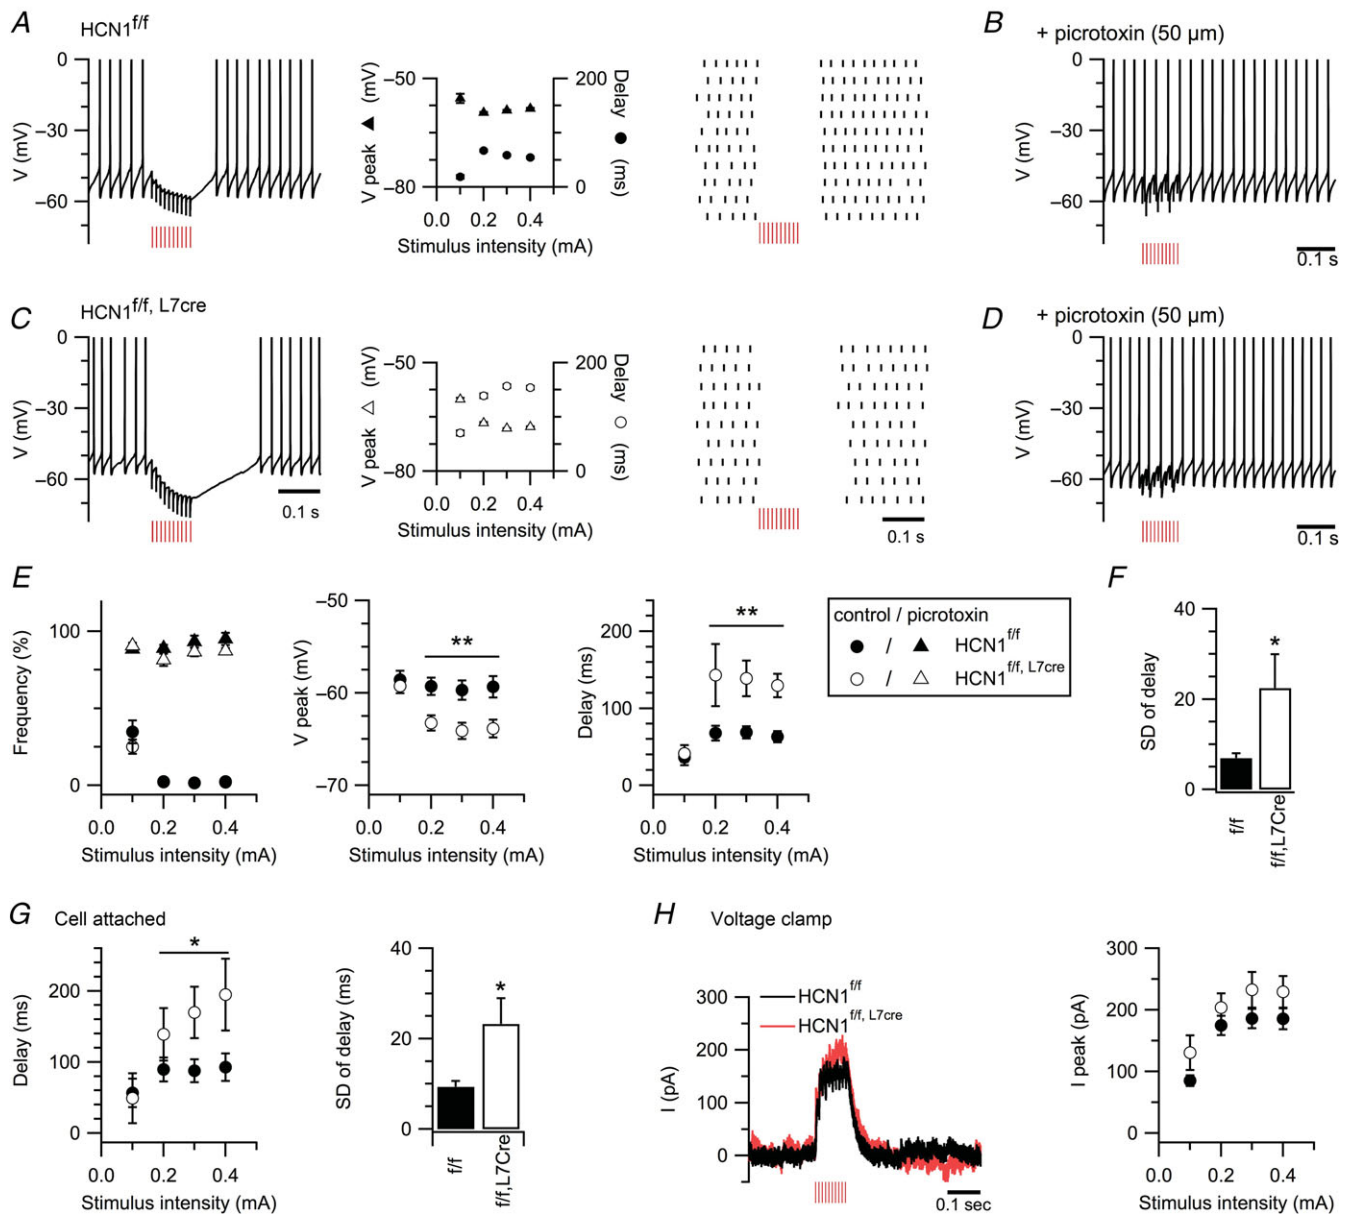 A
HCN1f/f
0
−30
−60
V (mV)
V peak ▲ (mV)
−50
−80
200
0
Delay ● (ms)
0.0 0.2 0.4
Stimulus intensity (mA)
B
+ picrotoxin (50 µm)
0
−30
−60
V (mV)
0.1 s
C
HCN1f/f, L7cre
0
−30
−60
V (mV)
0.1 s
V peak △ (mV)
−50
−80
200
0
Delay ○ (ms)
0.0 0.2 0.4
Stimulus intensity (mA)
0.1 s
D
+ picrotoxin (50 µm)
0
−30
−60
V (mV)
0.1 s
E
Frequency (%)
100
0
0.0 0.2 0.4
Stimulus intensity (mA)
V peak (mV)
−50
−60
−70
**
0.0 0.2 0.4
Stimulus intensity (mA)
Delay (ms)
200
100
0
**
0.0 0.2 0.4
Stimulus intensity (mA)
control / picrotoxin
● / ▲ HCN1f/f
○ / △ HCN1f/f, L7cre
F
SD of delay
40
20
0
*
f/f
f/f,L7Cre
G
Cell attached
Delay (ms)
200
100
0
*
0.0 0.2 0.4
Stimulus intensity (mA)
SD of delay (ms)
40
20
0
*
f/f
f/f,L7Cre
H
Voltage clamp
I (pA)
300
200
100
0
HCN1f/f
HCN1f/f, L7cre
0.1 sec
I peak (pA)
300
200
100
0
0.0 0.2 0.4
Stimulus intensity (mA)